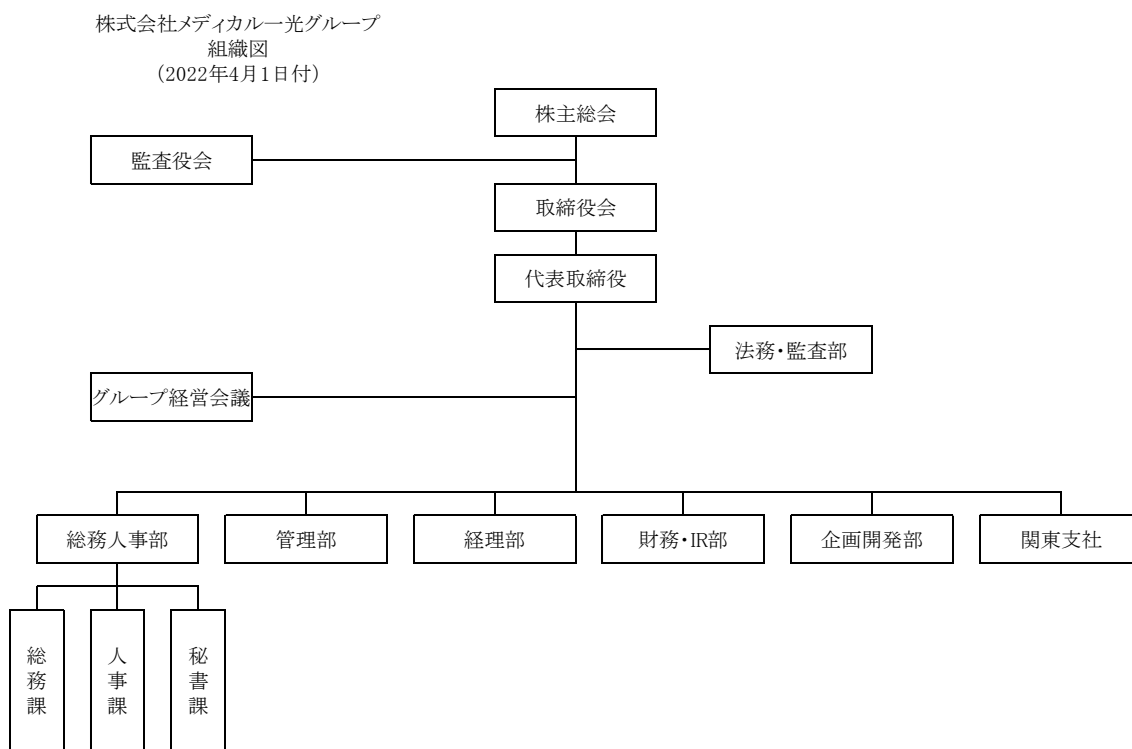 株式会社メディカル一光グループ
組織図
（2022年4月1日付）
株主総会
監査役会
取締役会
代表取締役
法務・監査部
グループ経営会議
総務人事部
管理部
経理部
財務・IR部
企画開発部
関東支社
総務課
人事課
秘書課